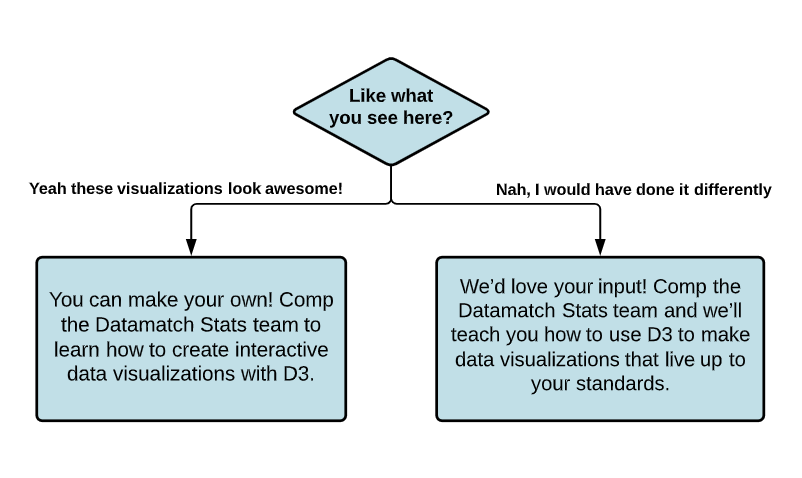 Like what
you see here?
Yeah these visualizations look awesome!
Nah, I would have done it differently
You can make your own! Comp
the Datamatch Stats team to
learn how to create interactive
data visualizations with D3.
We’d love your input! Comp the
Datamatch Stats team and we’ll
teach you how to use D3 to make
data visualizations that live up to
your standards.